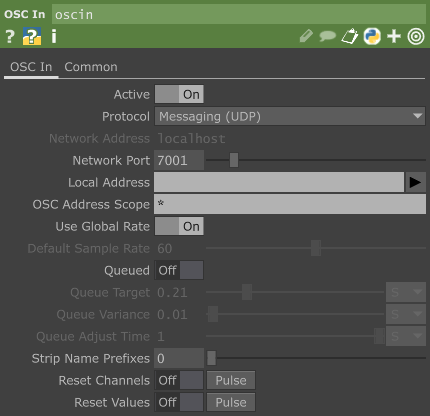 OSC In oscin
? ? i
OSC In Common
Active On
Protocol Messaging (UDP)
Network Address localhost
Network Port 7001
Local Address
OSC Address Scope *
Use Global Rate On
Default Sample Rate 60
Queued Off
Queue Target 0.21 S
Queue Variance 0.01 S
Queue Adjust Time 1 S
Strip Name Prefixes 0
Reset Channels Off Pulse
Reset Values Off Pulse